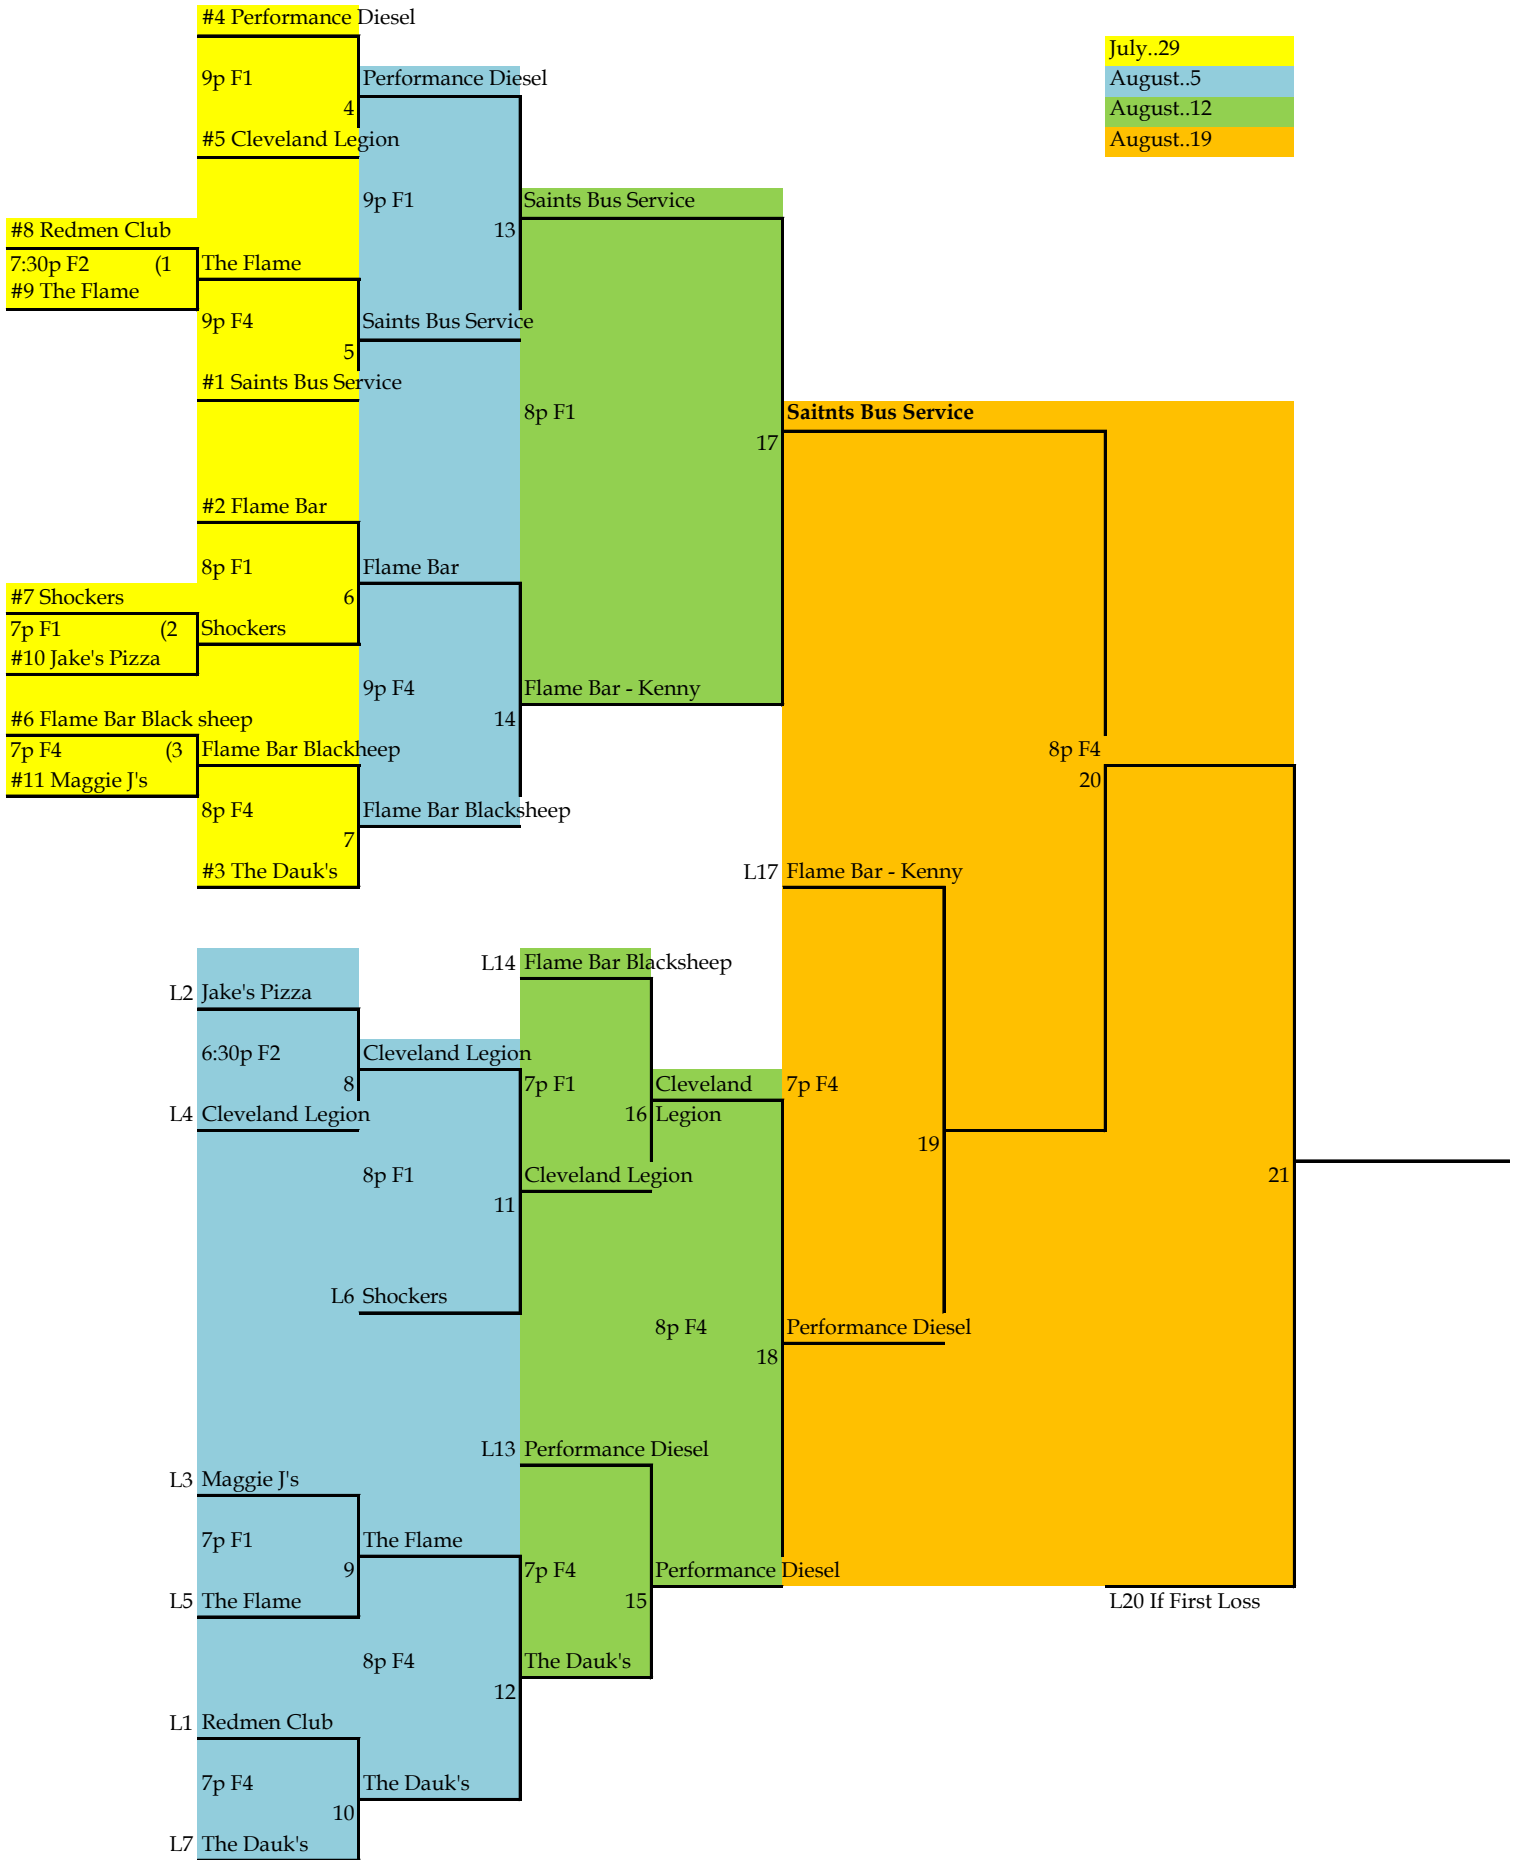 #4 Performance Diesel
July..29
9p F1
Performance Diesel
August..5
4
August..12
#5 Cleveland Legion
August..19
9p F1
Saints Bus Service
#8 Redmen Club
13
7:30p F2 (1
The Flame
#9 The Flame
9p F4
Saints Bus Service
5
#1 Saints Bus Service
8p F1
Saitnts Bus Service
17
#2 Flame Bar
8p F1
Flame Bar
#7 Shockers
6
7p F1 (2
Shockers
#10 Jake's Pizza
9p F4
Flame Bar - Kenny
#6 Flame Bar Black sheep
14
7p F4 (3
Flame Bar Blackheep
8p F4
#11 Maggie J's
20
8p F4
Flame Bar Blacksheep
7
#3 The Dauk's
L17 Flame Bar - Kenny
L14 Flame Bar Blacksheep
L2 Jake's Pizza
6:30p F2
Cleveland Legion
8
7p F1
Cleveland
7p F4
L4 Cleveland Legion
16 Legion
19
8p F1
Cleveland Legion
21
11
L6 Shockers
8p F4
Performance Diesel
18
L13 Performance Diesel
L3 Maggie J's
7p F1
The Flame
9
7p F4
Performance Diesel
L5 The Flame
15
L20 If First Loss
8p F4
The Dauk's
12
L1 Redmen Club
7p F4
The Dauk's
10
L7 The Dauk's